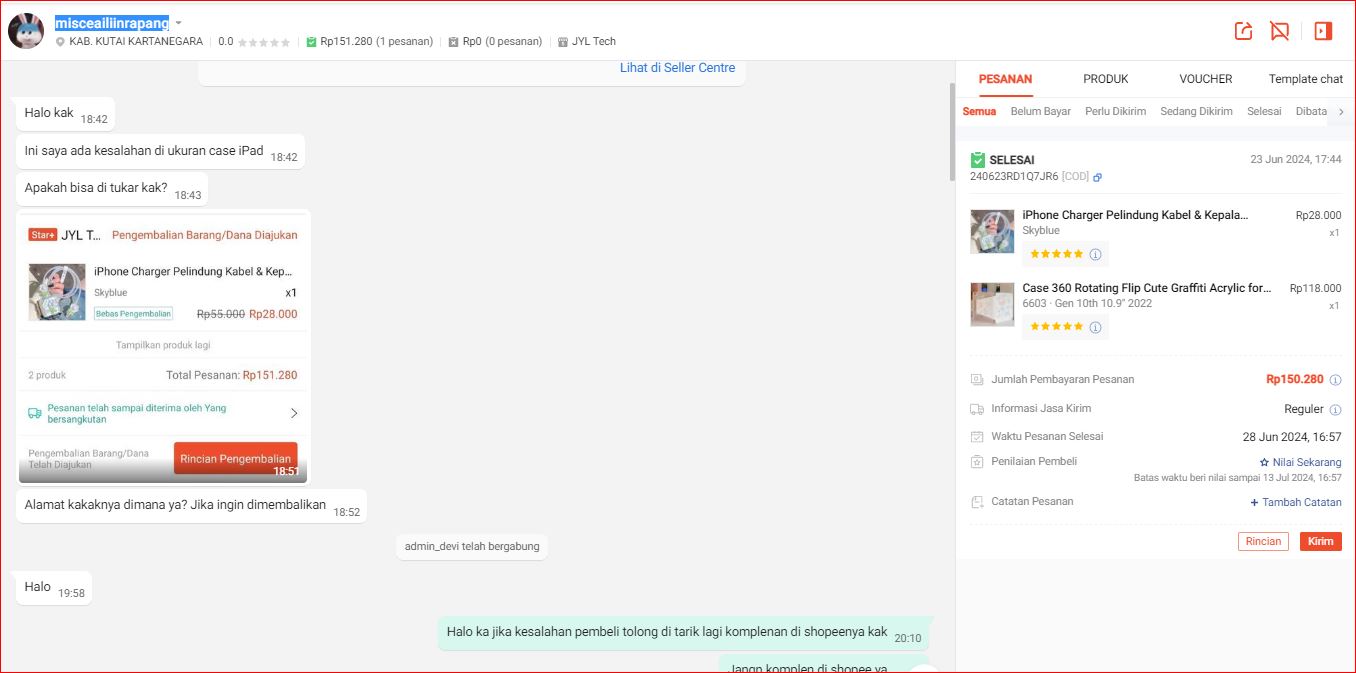 misceailiinrapang
KAB. KUTAI KARTANEGARA 0.0 Rp151.280 (1 pesanan) Rp0 (0 pesanan) JYL Tech
Lihat di Seller Centre
Halo kak 18:42
Ini saya ada kesalahan di ukuran case iPad 18:42
Apakah bisa di tukar kak? 18:43
Star+ JYL T... Pengembalian Barang/Dana Diajukan
iPhone Charger Pelindung Kabel & Kep...
Skyblue x1
Bebas Pengembalian Rp55.000 Rp28.000
Tampilkan produk lagi
2 produk Total Pesanan: Rp151.280
Pesanan telah sampai diterima oleh Yang
bersangkutan
Pengembalian Barang/Dana
Telah Diajukan
Rincian Pengembalian
18:51
Alamat kakaknya dimana ya? Jika ingin dimembalikan 18:52
admin_devi telah bergabung
Halo 19:58
Halo ka jika kesalahan pembeli tolong di tarik lagi komplenan di shopeenya kak 20:10
Jangn komplen di shopee ya
PESANAN PRODUK VOUCHER Template chat
Semua Belum Bayar Perlu Dikirim Sedang Dikirim Selesai Dibata
SELESAI 23 Jun 2024, 17:44
240623RD1Q7JR6 [COD]
iPhone Charger Pelindung Kabel & Kepala... Rp28.000
Skyblue x1
Case 360 Rotating Flip Cute Graffiti Acrylic for... Rp118.000
6603 · Gen 10th 10.9" 2022 x1
Jumlah Pembayaran Pesanan Rp150.280
Informasi Jasa Kirim Reguler
Waktu Pesanan Selesai 28 Jun 2024, 16:57
Penilaian Pembeli Nilai Sekarang
Batas waktu beri nilai sampai 13 Jul 2024, 16:57
Catatan Pesanan + Tambah Catatan
Rincian Kirim